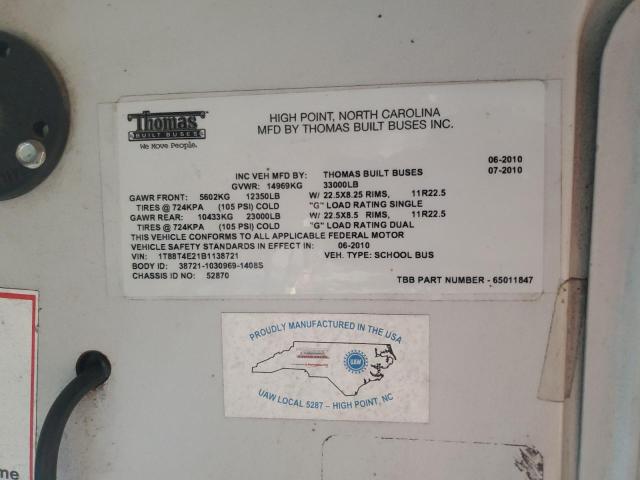 Thomas
BUILT BUSES
We Move People.
HIGH POINT, NORTH CAROLINA
MFD BY THOMAS BUILT BUSES INC.
06-2010
INC VEH MFD BY: THOMAS BUILT BUSES 07-2010
GVWR: 14969KG 33000LB
GAWR FRONT: 5602KG 12350LB W/ 22.5X8.25 RIMS, 11R22.5
TIRES @ 724KPA (105 PSI) COLD "G" LOAD RATING SINGLE
GAWR REAR: 10433KG 23000LB W/ 22.5X8.5 RIMS, 11R22.5
TIRES @ 724KPA (105 PSI) COLD "G" LOAD RATING DUAL
THIS VEHICLE CONFORMS TO ALL APPLICABLE FEDERAL MOTOR
VEHICLE SAFETY STANDARDS IN EFFECT IN: 06-2010
VIN: 1T88T4E21B1138721 VEH. TYPE: SCHOOL BUS
BODY ID: 38721-1030969-1408S
CHASSIS ID NO: 52870 TBB PART NUMBER - 65011847
PROUDLY MANUFACTURED IN THE USA
UAW
UAW LOCAL 5287 – HIGH POINT, NC
me